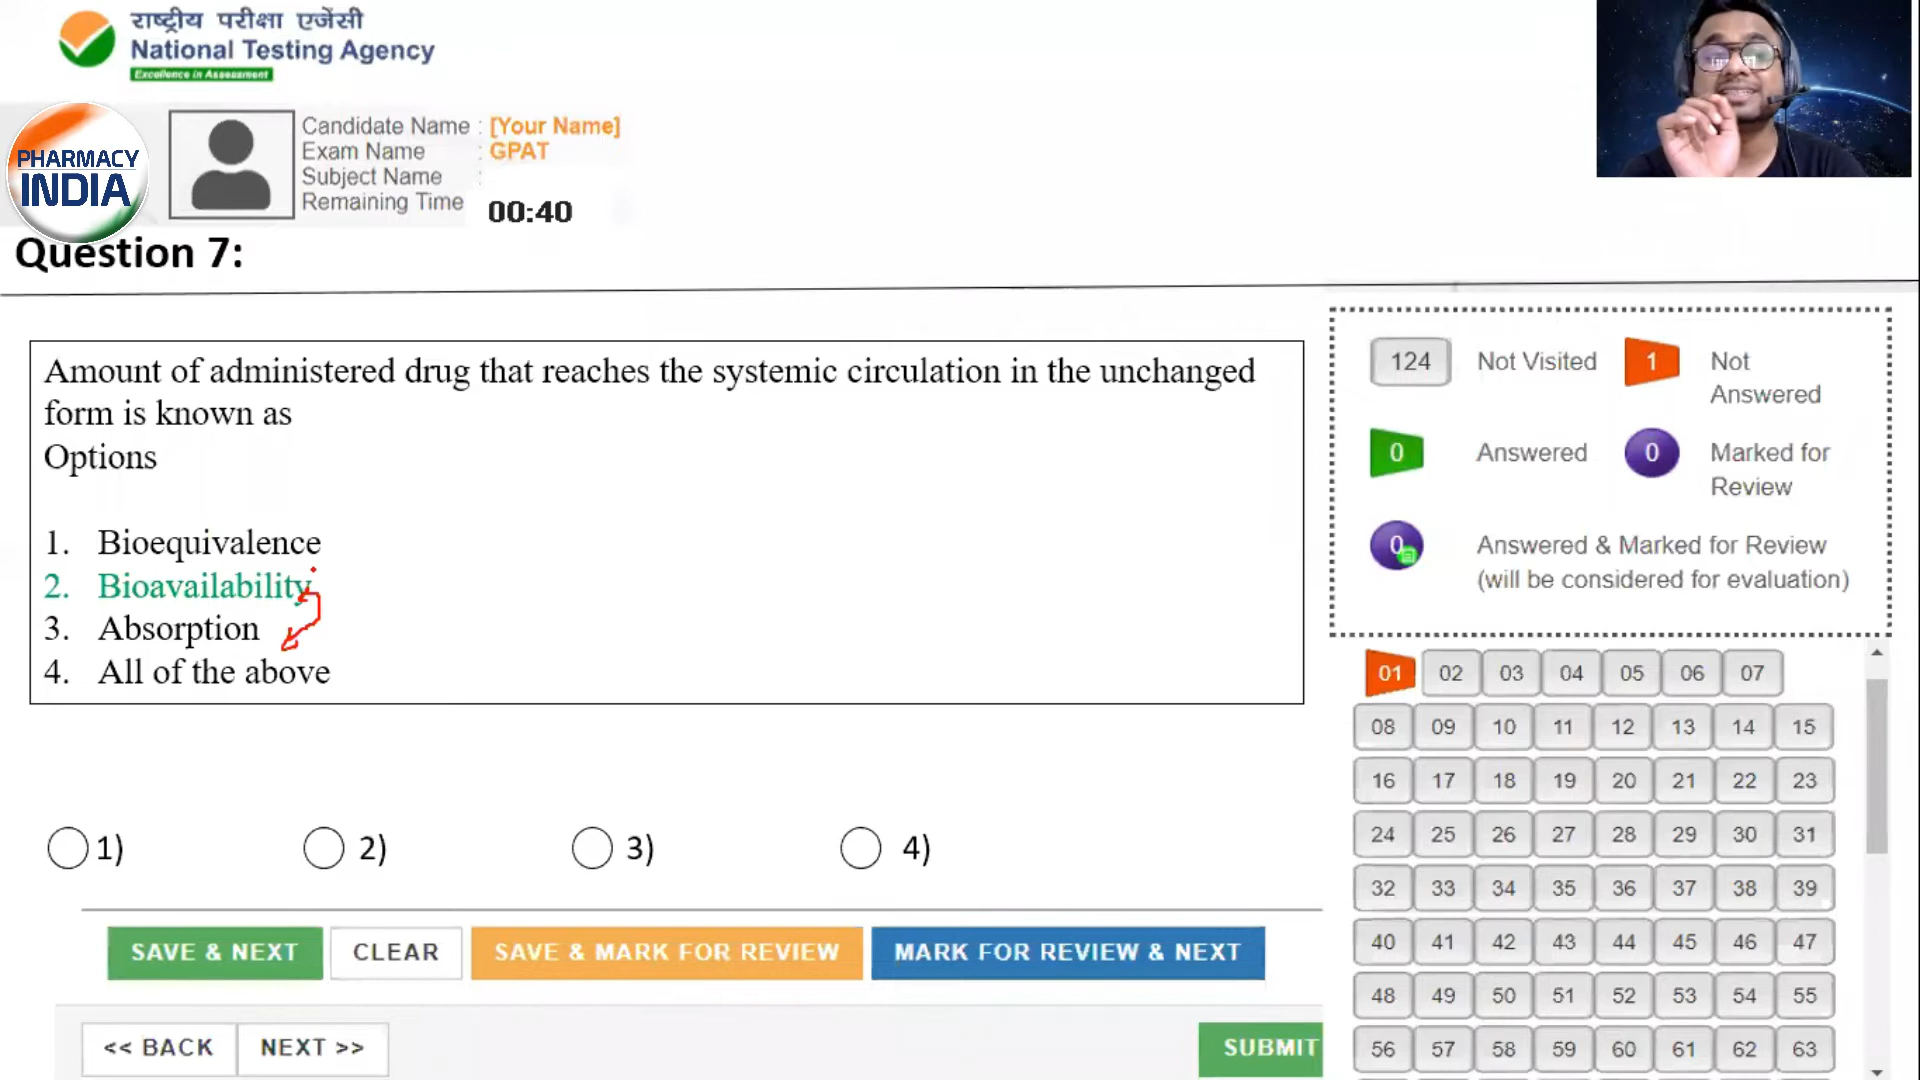 राष्ट्रीय परीक्षा एजेंसी
National Testing Agency
Excellence in Assessment
PHARMACY
INDIA
Candidate Name : [Your Name]
Exam Name : GPAT
Subject Name :
Remaining Time 00:40
Question 7:
Amount of administered drug that reaches the systemic circulation in the unchanged
form is known as
Options
1. Bioequivalence
2. Bioavailability
3. Absorption
4. All of the above
1) 2) 3) 4)
SAVE & NEXT CLEAR SAVE & MARK FOR REVIEW MARK FOR REVIEW & NEXT
<< BACK NEXT >> SUBMIT
124 Not Visited 1 Not
Answered
0 Answered 0 Marked for
Review
0 Answered & Marked for Review
(will be considered for evaluation)
01 02 03 04 05 06 07
08 09 10 11 12 13 14 15
16 17 18 19 20 21 22 23
24 25 26 27 28 29 30 31
32 33 34 35 36 37 38 39
40 41 42 43 44 45 46 47
48 49 50 51 52 53 54 55
56 57 58 59 60 61 62 63